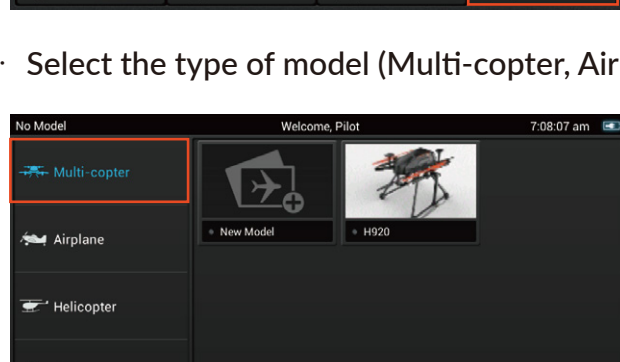 · Select the type of model (Multi-copter, Air
No Model Welcome, Pilot 7:08:07 am
Multi-copter
New Model H920
Airplane
Helicopter